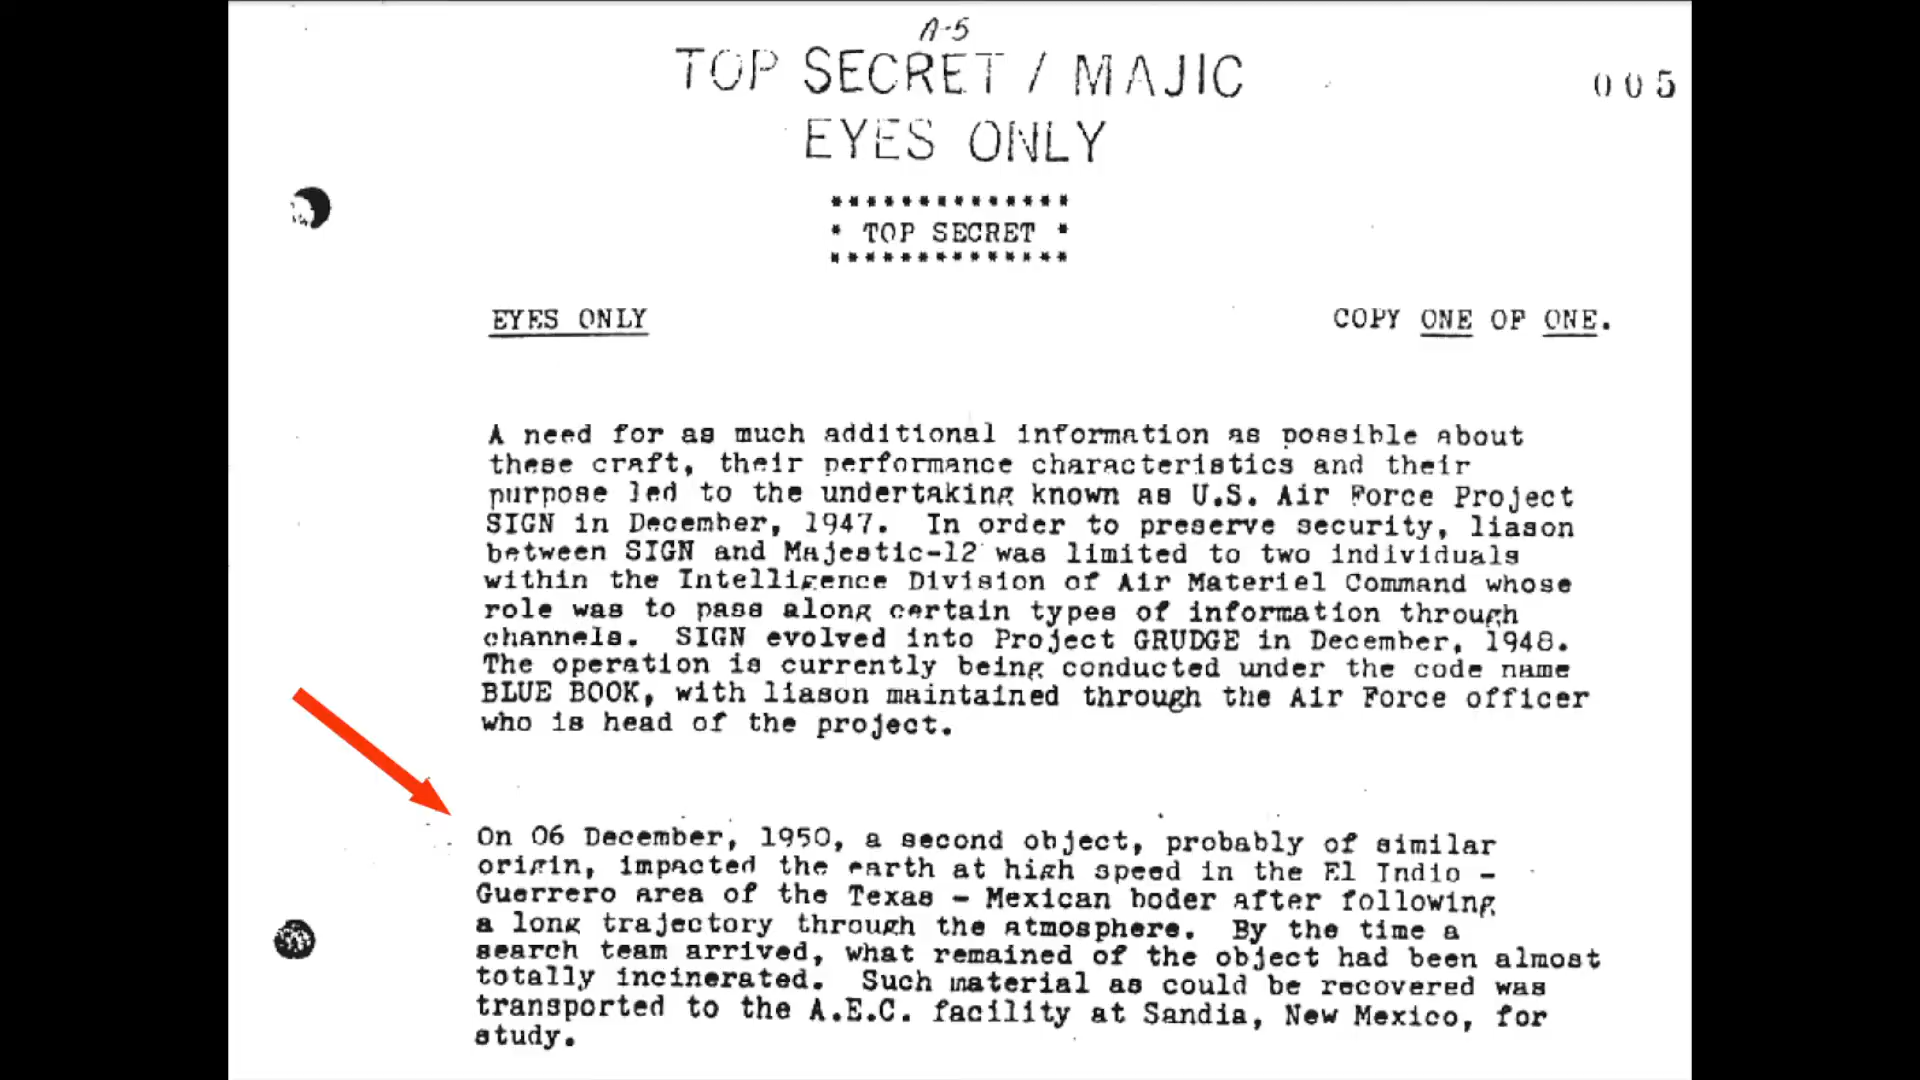 A-5
TOP SECRET / MAJIC
EYES ONLY
005
* * * * * * * * * * * * * *
* TOP SECRET *
* * * * * * * * * * * * * *
EYES ONLY
COPY ONE OF ONE.
A need for as much additional information as possible about
these craft, their performance characteristics and their
purpose led to the undertaking known as U.S. Air Force Project
SIGN in December, 1947. In order to preserve security, liason
between SIGN and Majestic-12 was limited to two individuals
within the Intelligence Division of Air Materiel Command whose
role was to pass along certain types of information through
channels. SIGN evolved into Project GRUDGE in December, 1948.
The operation is currently being conducted under the code name
BLUE BOOK, with liason maintained through the Air Force officer
who is head of the project.
On 06 December, 1950, a second object, probably of similar
origin, impacted the earth at high speed in the El Indio -
Guerrero area of the Texas - Mexican boder after following
a long trajectory through the atmosphere. By the time a
search team arrived, what remained of the object had been almost
totally incinerated. Such material as could be recovered was
transported to the A.E.C. facility at Sandia, New Mexico, for
study.